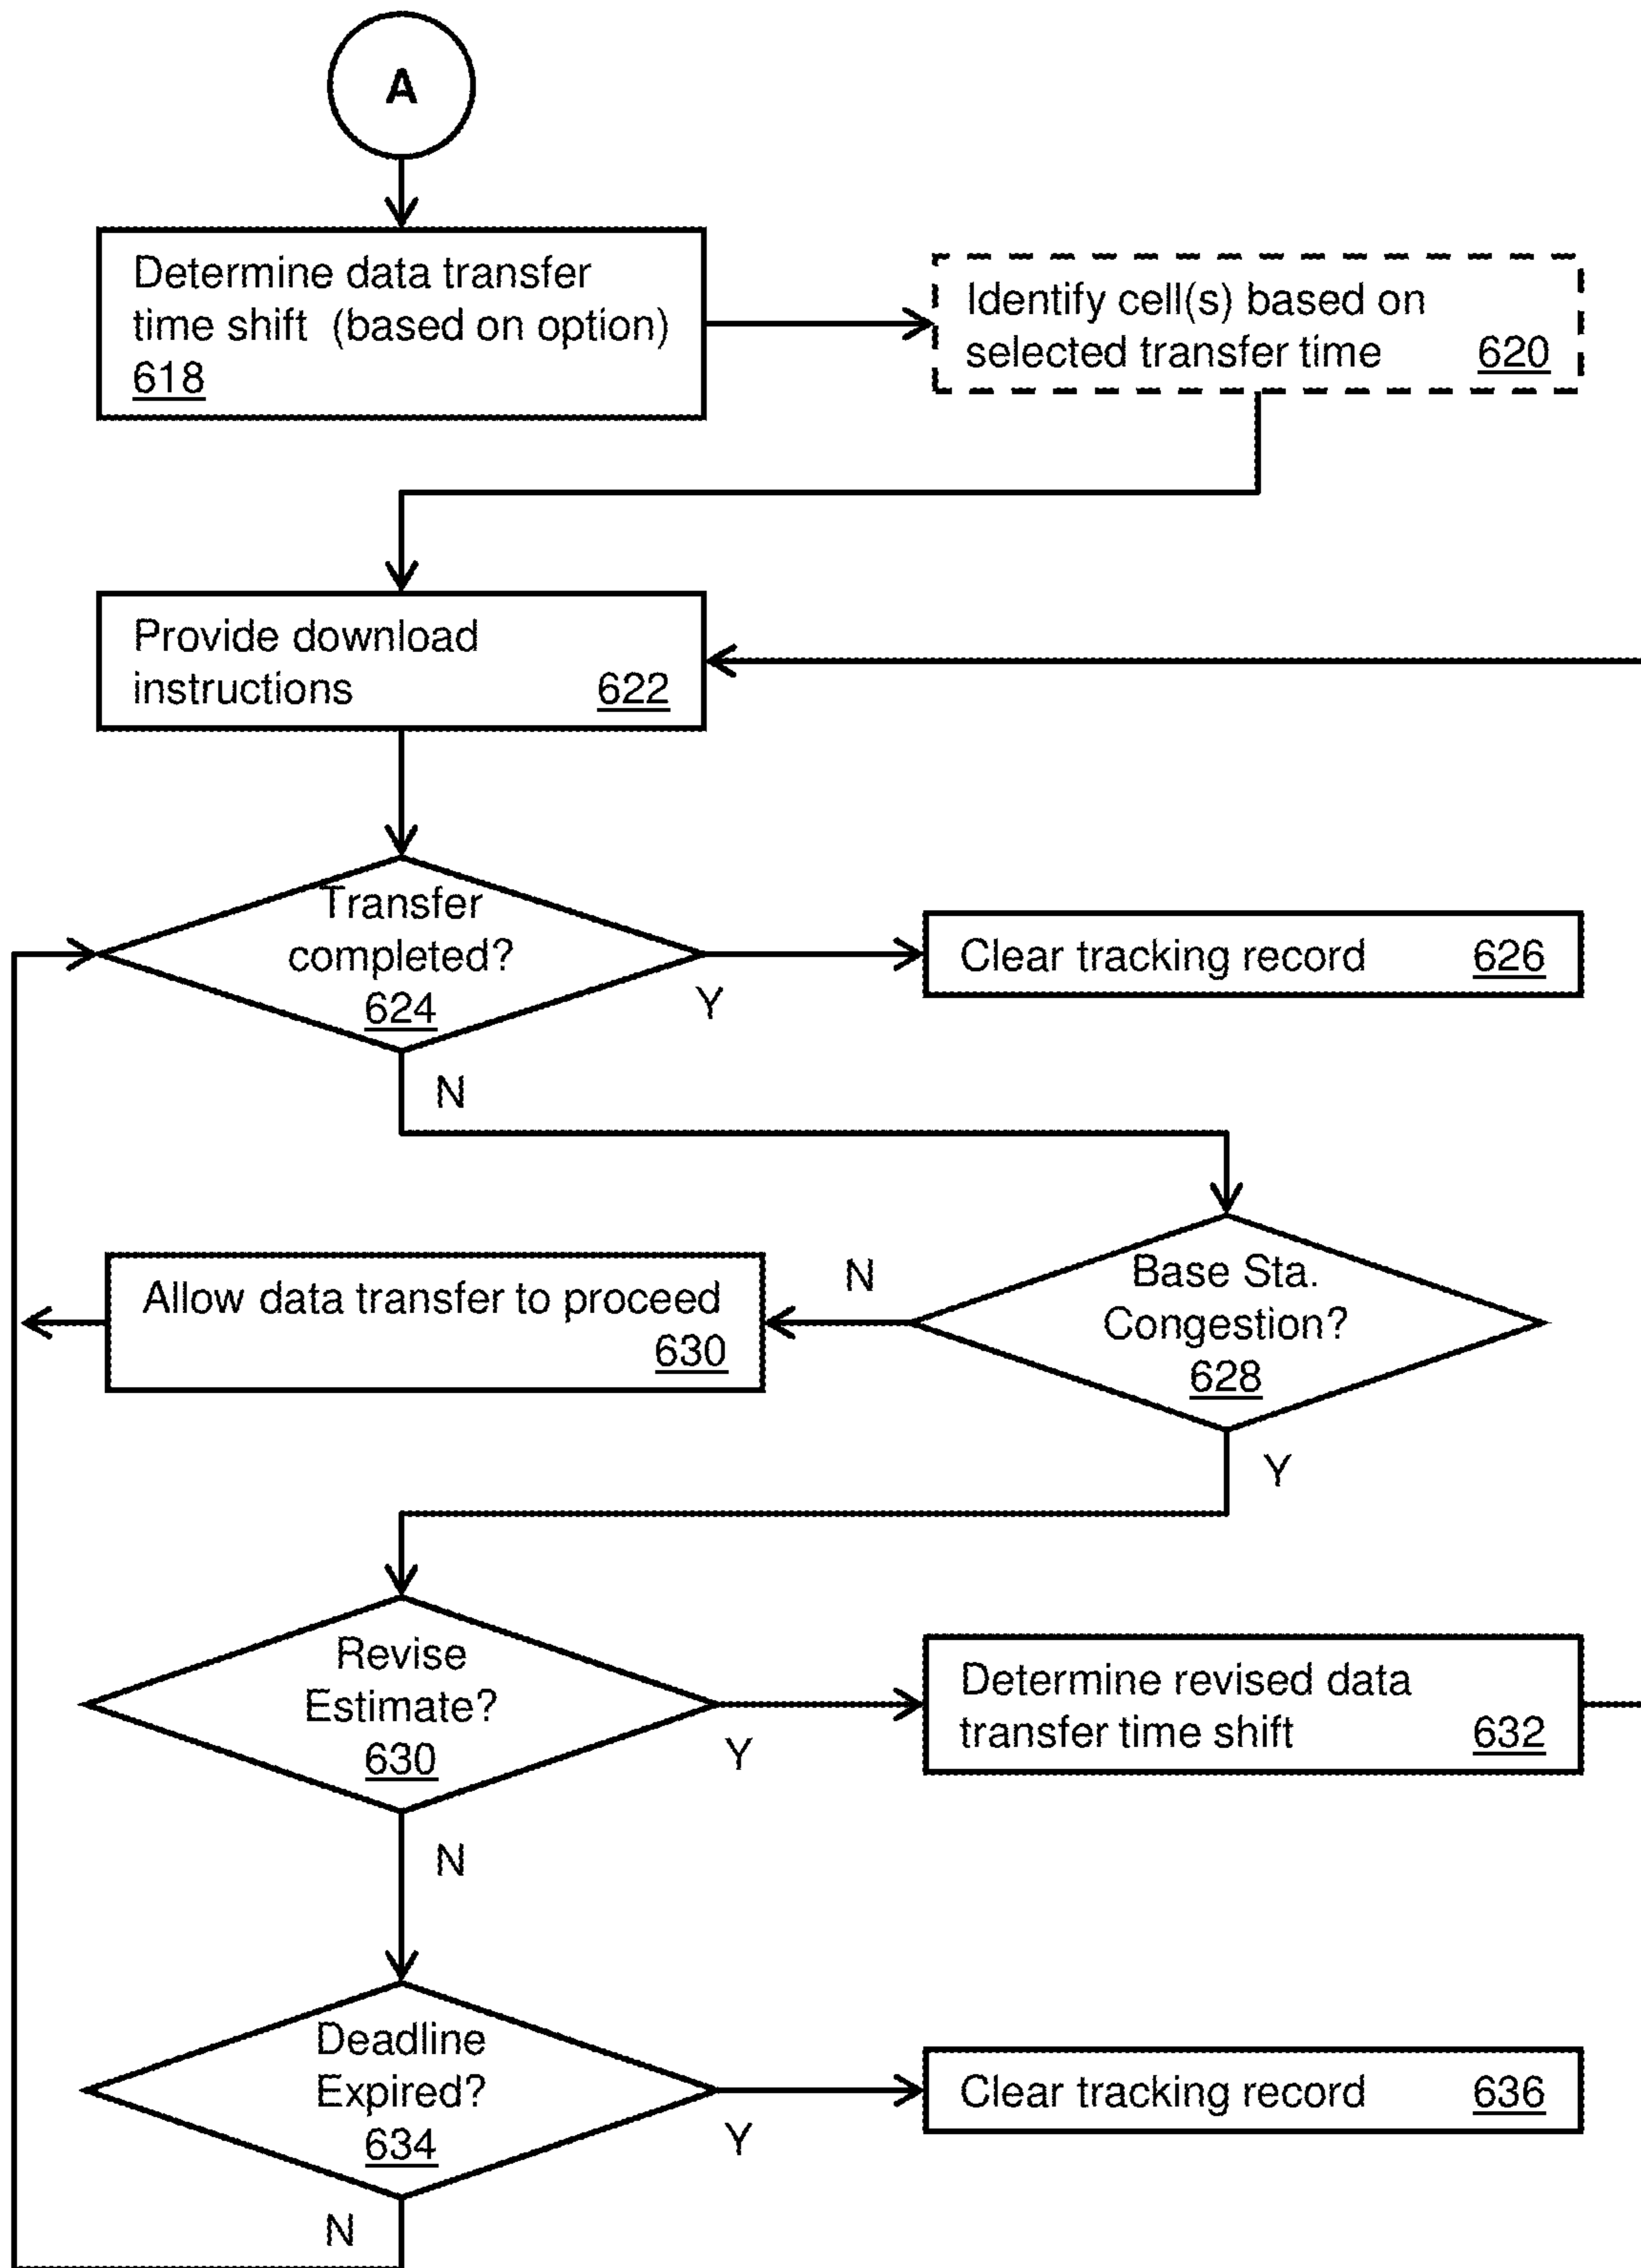 A
Determine data transfer
time shift (based on option)
618
Identify cell(s) based on
selected transfer time 620
Provide download
instructions 622
Transfer
completed?
624
Y
Clear tracking record 626
N
Base Sta.
Congestion?
628
N
Allow data transfer to proceed
630
Y
Revise
Estimate?
630
Y
Determine revised data
transfer time shift 632
N
Deadline
Expired?
634
Y
Clear tracking record 636
N